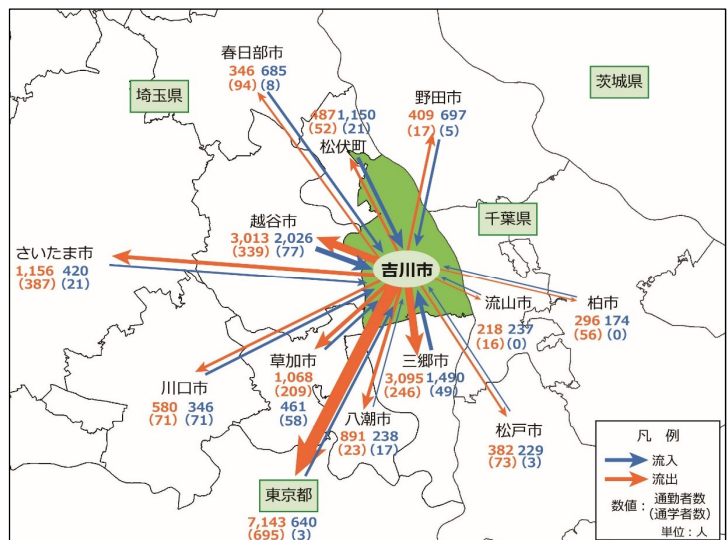 春日部市
346 685
(94) (8)
埼玉県
茨城県
野田市
409 697
(17) (5)
487 1,150
(52) (21)
松伏町
越谷市
3,013 2,026
(339) (77)
千葉県
さいたま市
1,156 420
(387) (21)
吉川市
流山市
218 237
(16) (0)
柏市
296 174
(56) (0)
草加市
1,068
(209)
461
(58)
三郷市
3,095 1,490
(246) (49)
川口市
580 346
(71) (71)
八潮市
891 238
(23) (17)
松戸市
382 229
(73) (3)
東京都
7,143 640
(695) (3)
凡 例
流入
流出
数値：通勤者数
（通学者数）
単位：人